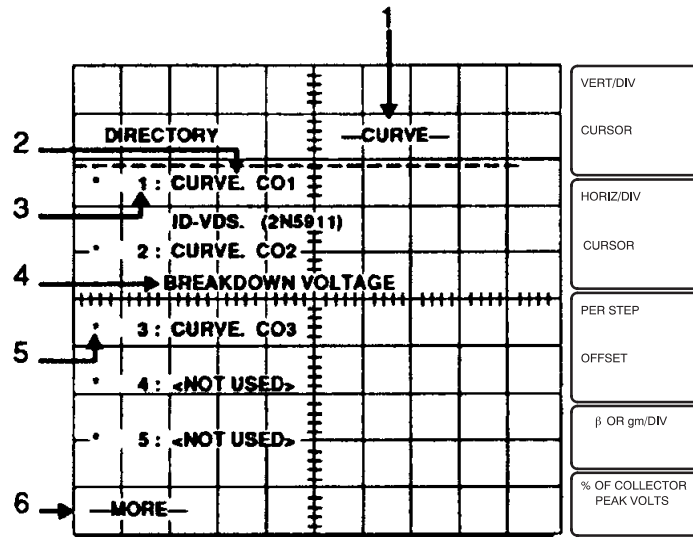 1
DIRECTORY —CURVE—
2
* 1 : CURVE. CO1
3
ID-VDS. (2N5911)
* 2 : CURVE. CO2
4
BREAKDOWN VOLTAGE
* 3 : CURVE. CO3
5
* 4 : <NOT USED>
* 5 : <NOT USED>
6
—MORE—
VERT/DIV
CURSOR
HORIZ/DIV
CURSOR
PER STEP
OFFSET
β OR gm/DIV
% OF COLLECTOR
PEAK VOLTS